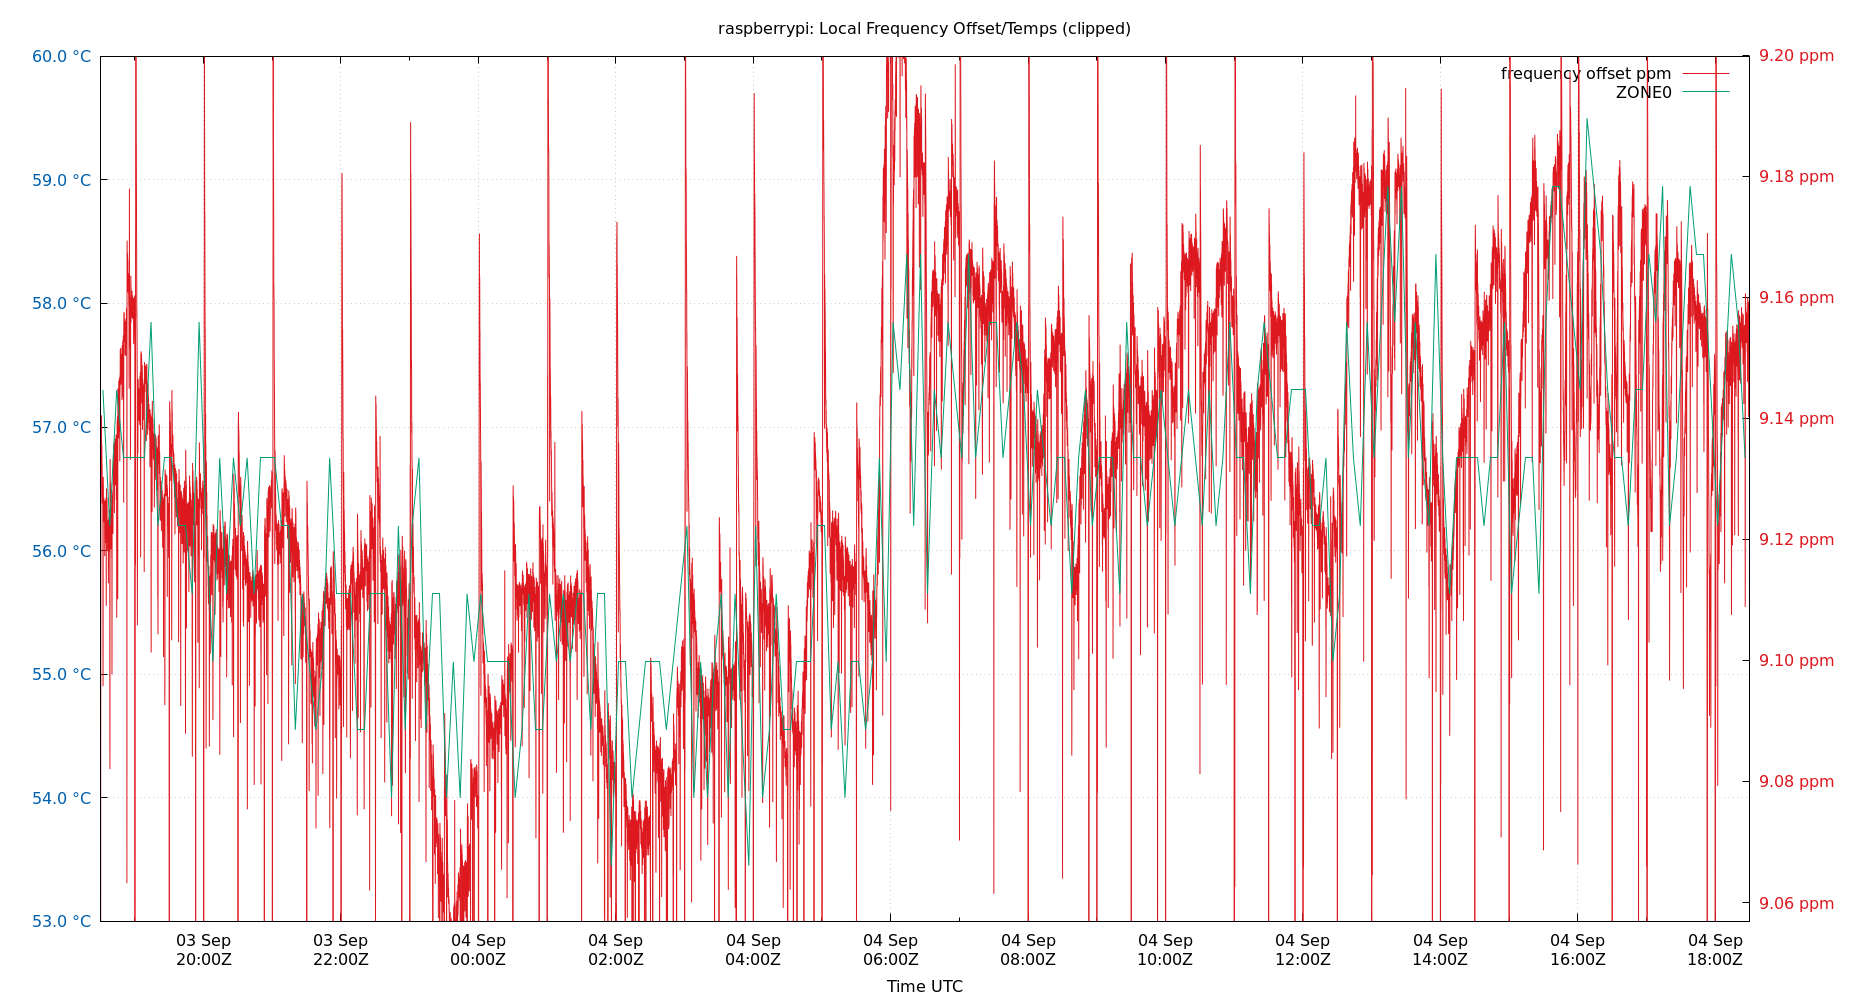 raspberrypi: Local Frequency Offset/Temps (clipped)
60.0 °C
59.0 °C
58.0 °C
57.0 °C
56.0 °C
55.0 °C
54.0 °C
53.0 °C
9.20 ppm
9.18 ppm
9.16 ppm
9.14 ppm
9.12 ppm
9.10 ppm
9.08 ppm
9.06 ppm
frequency offset ppm
ZONE0
03 Sep
20:00Z
03 Sep
22:00Z
04 Sep
00:00Z
04 Sep
02:00Z
04 Sep
04:00Z
04 Sep
06:00Z
04 Sep
08:00Z
04 Sep
10:00Z
04 Sep
12:00Z
04 Sep
14:00Z
04 Sep
16:00Z
04 Sep
18:00Z
Time UTC